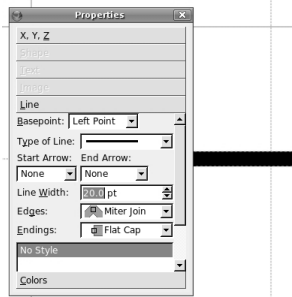 Properties
X, Y, Z
Shape
Text
Image
Line
Basepoint: Left Point
Type of Line:
Start Arrow: End Arrow:
None None
Line Width: 20.0 pt
Edges: Miter Join
Endings: Flat Cap
No Style
Colors